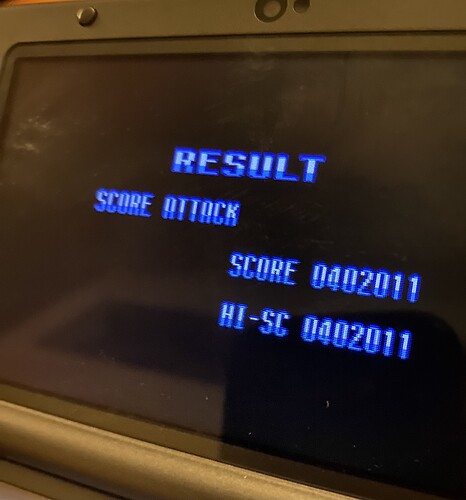 RESULT
SCORE ATTACK
SCORE 0402011
HI-SC 0402011